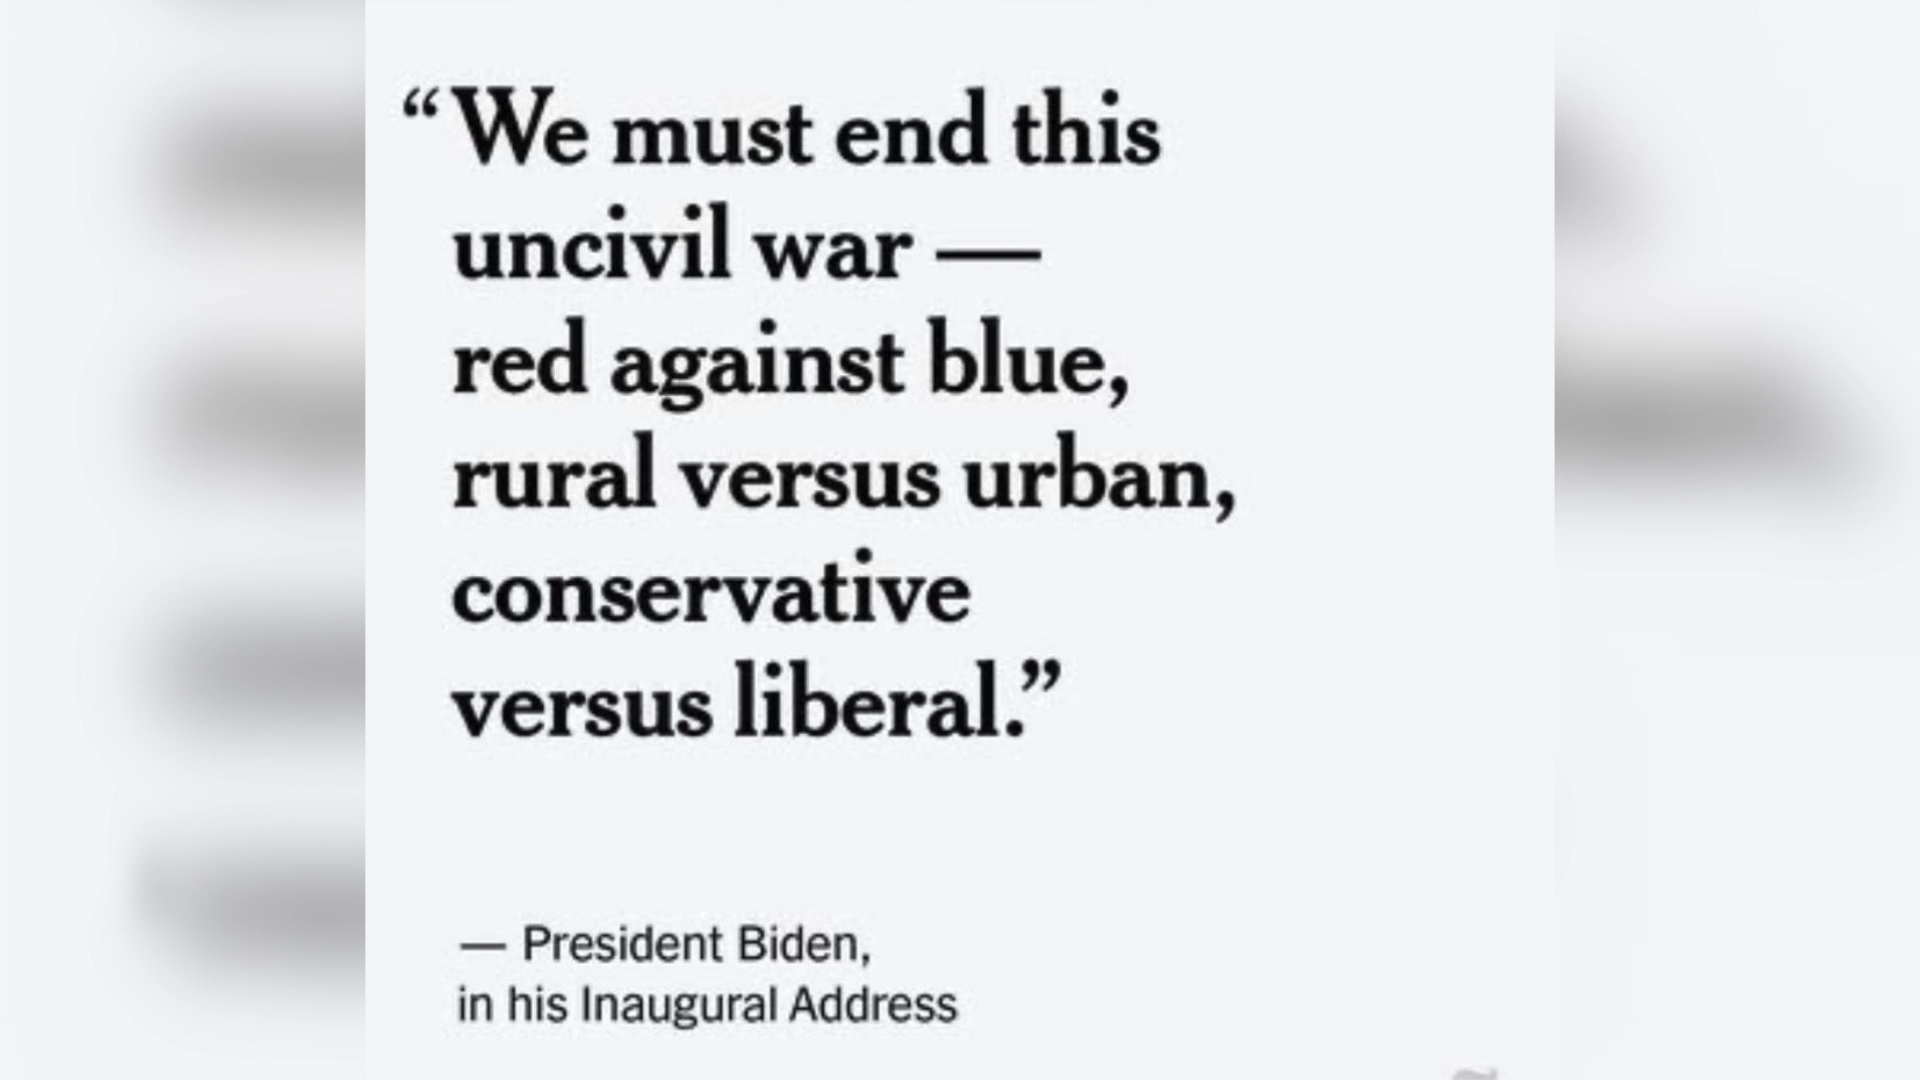 “We must end this
uncivil war —
red against blue,
rural versus urban,
conservative
versus liberal.”
— President Biden,
in his Inaugural Address